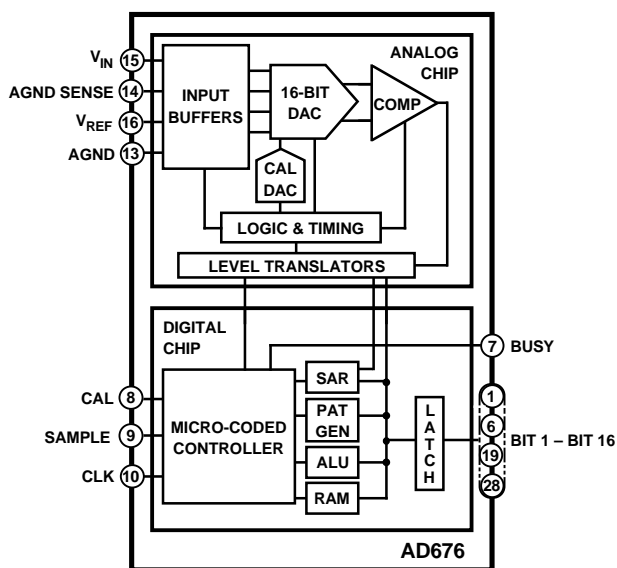 ANALOG
CHIP
V_IN 15
AGND SENSE 14
V_REF 16
AGND 13
INPUT
BUFFERS
16-BIT
DAC
COMP
CAL
DAC
LOGIC & TIMING
LEVEL TRANSLATORS
DIGITAL
CHIP
7 BUSY
CAL 8
SAMPLE 9
CLK 10
MICRO-CODED
CONTROLLER
SAR
PAT
GEN
ALU
RAM
L
A
T
C
H
1
6
19
28
BIT 1 – BIT 16
AD676